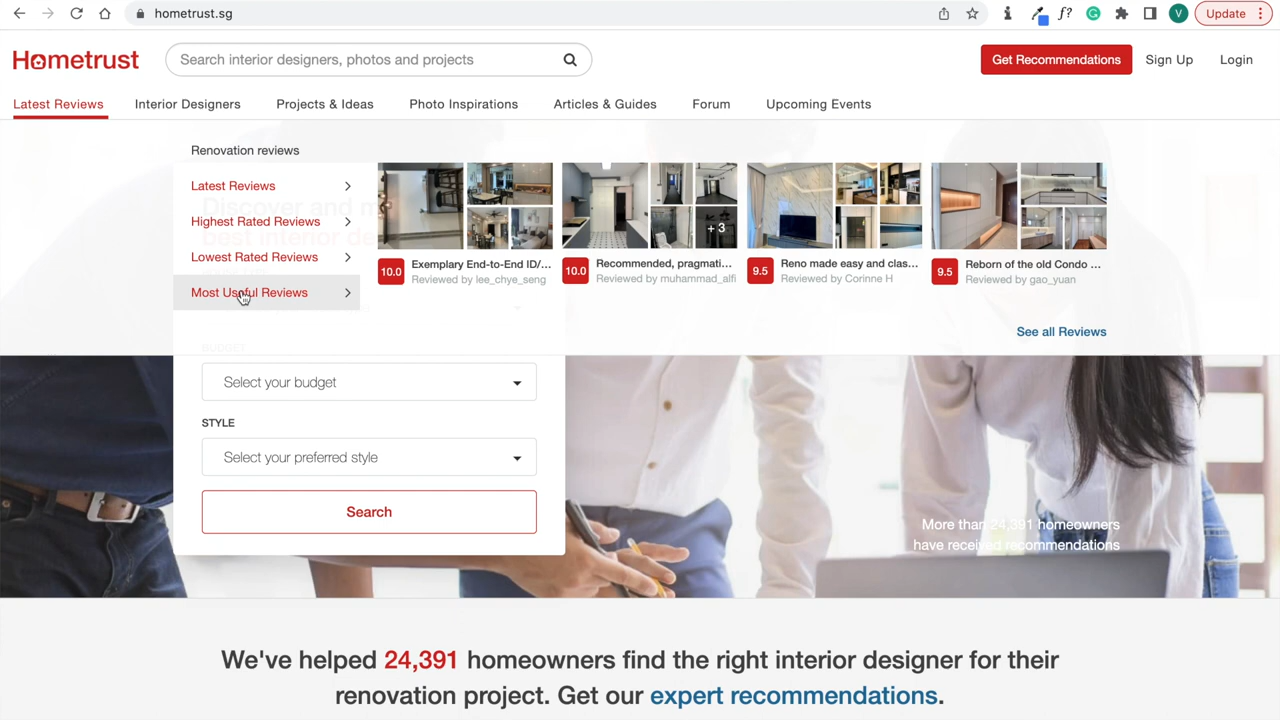 hometrust.sg
f?
V
Update
Hometrust
Search interior designers, photos and projects
Get Recommendations
Sign Up
Login
Latest Reviews
Interior Designers
Projects & Ideas
Photo Inspirations
Articles & Guides
Forum
Upcoming Events
Renovation reviews
Latest Reviews
Highest Rated Reviews
Lowest Rated Reviews
Most Useful Reviews
+ 3
10.0
Exemplary End-to-End ID/...
Reviewed by lee_chye_seng
10.0
Recommended, pragmati...
Reviewed by muhammad_alfi
9.5
Reno made easy and clas...
Reviewed by Corinne H
9.5
Reborn of the old Condo ...
Reviewed by gao_yuan
See all Reviews
BUDGET
Select your budget
STYLE
Select your preferred style
Search
More than 24,391 homeowners
have received recommendations
We've helped 24,391 homeowners find the right interior designer for their
renovation project. Get our expert recommendations.